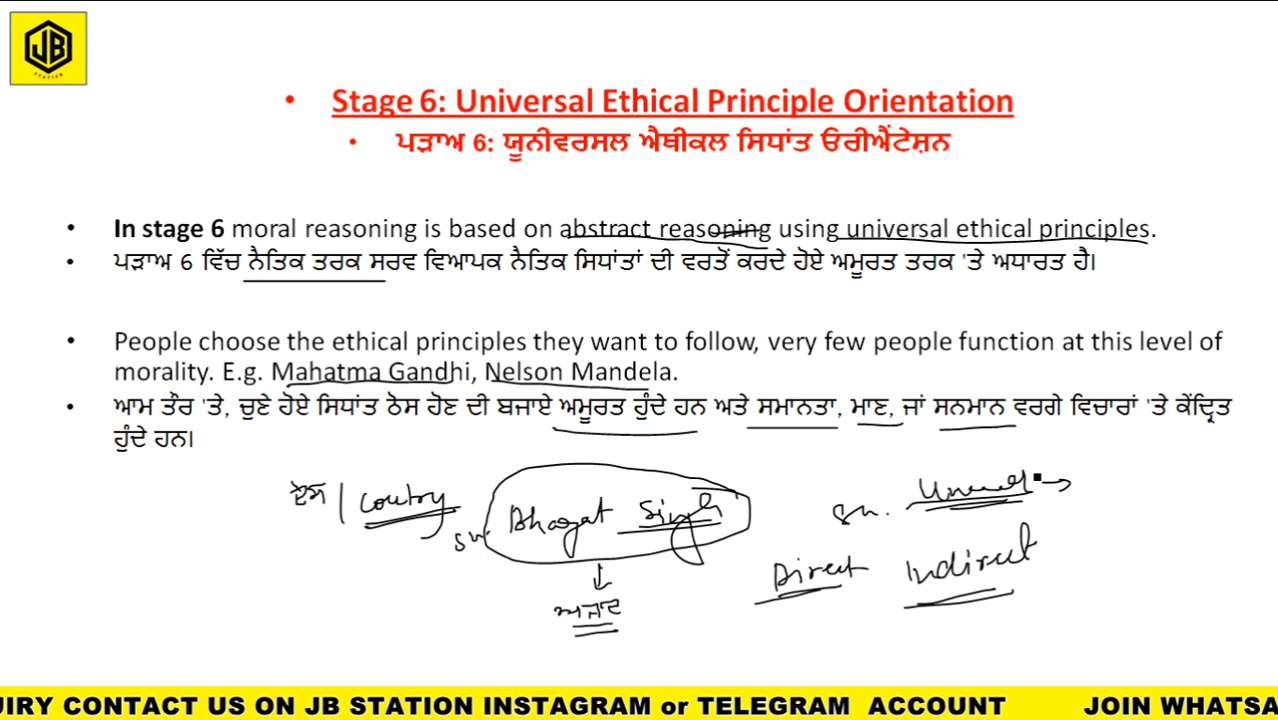 JB
STATION
• Stage 6: Universal Ethical Principle Orientation
• ਪੜਾਅ 6: ਯੂਨੀਵਰਸਲ ਐਥੀਕਲ ਸਿਧਾਂਤ ਓਰੀਐਂਟੇਸ਼ਨ
• In stage 6 moral reasoning is based on abstract reasoning using universal ethical principles.
• ਪੜਾਅ 6 ਵਿੱਚ ਨੈਤਿਕ ਤਰਕ ਸਰਵ ਵਿਆਪਕ ਨੈਤਿਕ ਸਿਧਾਂਤਾਂ ਦੀ ਵਰਤੋਂ ਕਰਦੇ ਹੋਏ ਅਮੂਰਤ ਤਰਕ 'ਤੇ ਅਧਾਰਤ ਹੈ।
• People choose the ethical principles they want to follow, very few people function at this level of
morality. E.g. Mahatma Gandhi, Nelson Mandela.
• ਆਮ ਤੌਰ 'ਤੇ, ਚੁਣੇ ਹੋਏ ਸਿਧਾਂਤ ਠੋਸ ਹੋਣ ਦੀ ਬਜਾਏ ਅਮੂਰਤ ਹੁੰਦੇ ਹਨ ਅਤੇ ਸਮਾਨਤਾ, ਮਾਣ, ਜਾਂ ਸਨਮਾਨ ਵਰਗੇ ਵਿਚਾਰਾਂ 'ਤੇ ਕੇਂਦ੍ਰਿਤ
ਹੁੰਦੇ ਹਨ।
Coutry Bhagat Singh
Direct Indirect
ਅਜ਼ਾਦ
UIRY CONTACT US ON JB STATION INSTAGRAM or TELEGRAM ACCOUNT JOIN WHATSA